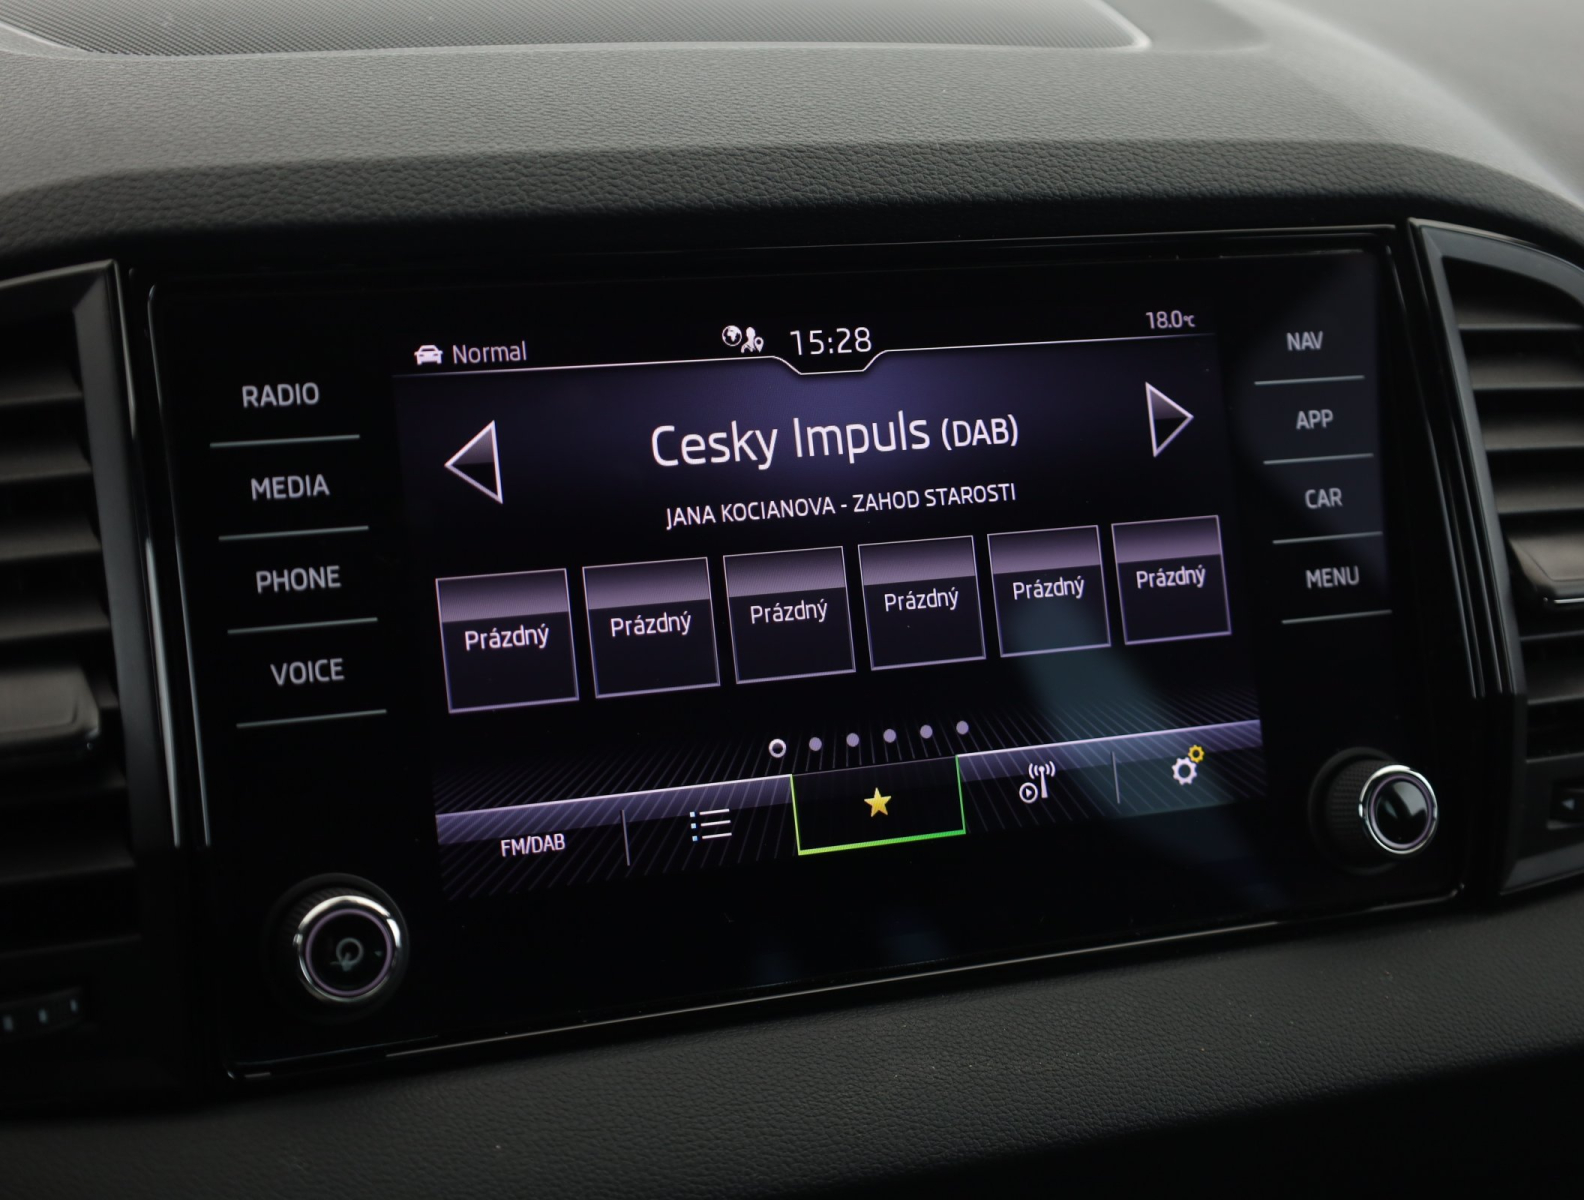 Normal
15:28
18.0°C
RADIO
MEDIA
PHONE
VOICE
Cesky Impuls (DAB)
JANA KOCIANOVA - ZAHOD STAROSTI
Prázdný
Prázdný
Prázdný
Prázdný
Prázdný
Prázdný
FM/DAB
NAV
APP
CAR
MENU